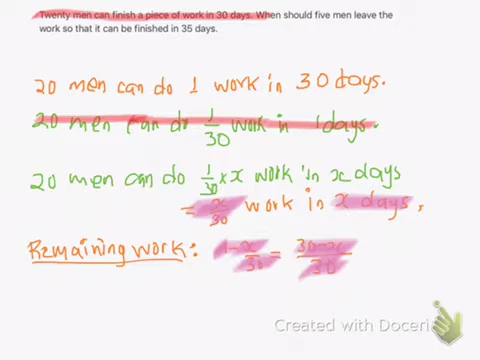 Twenty men can finish a piece of work in 30 days. When should five men leave the
work so that it can be finished in 35 days.
20 men can do 1 work in 30 days.
20 men can do 1/30 work in 1 days.
20 men can do 1/30 × x work in x days
= x/30 work in x days,
Remaining work: 1 - x/30 = 30-x/30
Created with Doceri